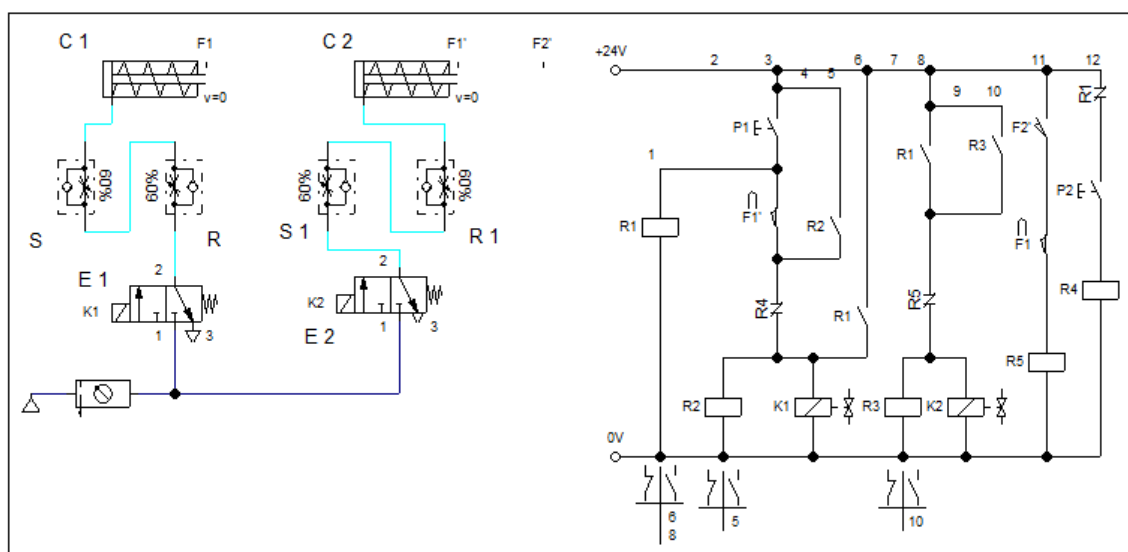 C 1 F1 C 2 F1' F2'
v=0 v=0
60% 60% 60% 60%
S R S 1 R 1
E 1 2 2
K1 K2
1 3 1 3
E 2
+24V 2 3 4 5 6 7 8 9 10 11 12
R1
P1 F2'
R1 R3 P2
1
R1 F1' R2 F1
R4 R1 R5 R4
R5
R2 K1 R3 K2
0V
6 5 10
8